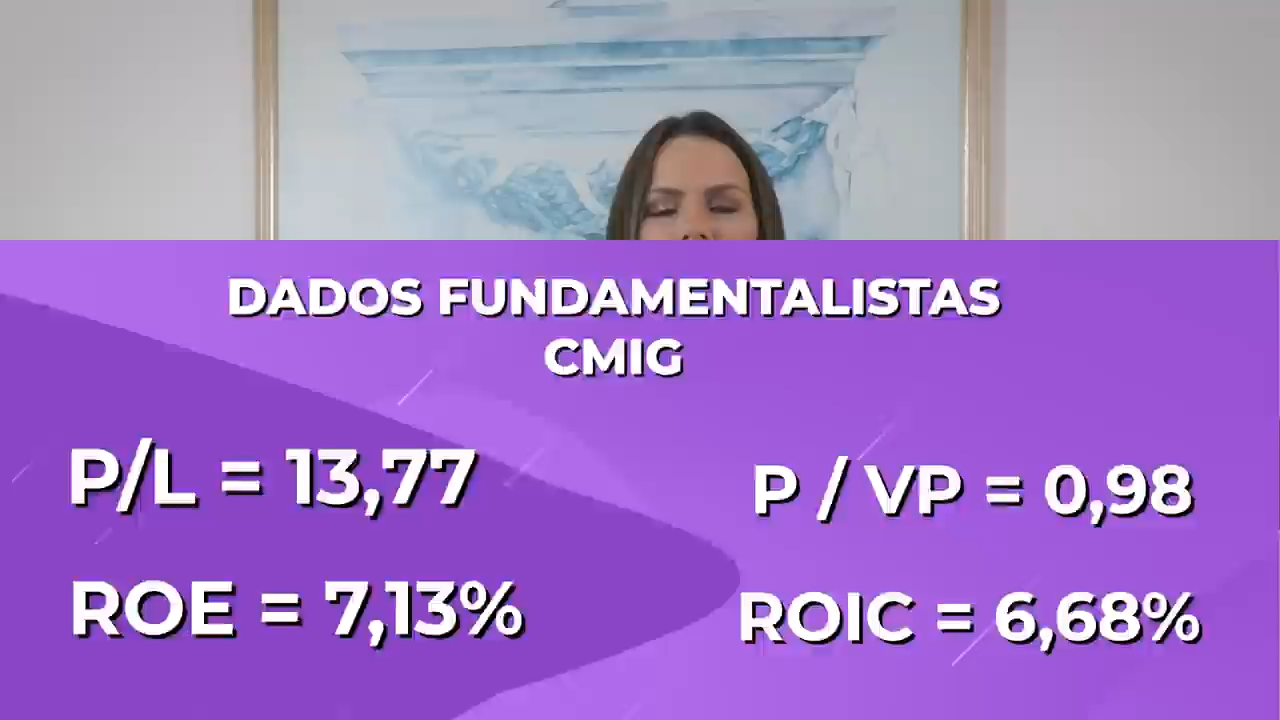 DADOS FUNDAMENTALISTAS
CMIG
P/L = 13,77
P / VP = 0,98
ROE = 7,13%
ROIC = 6,68%